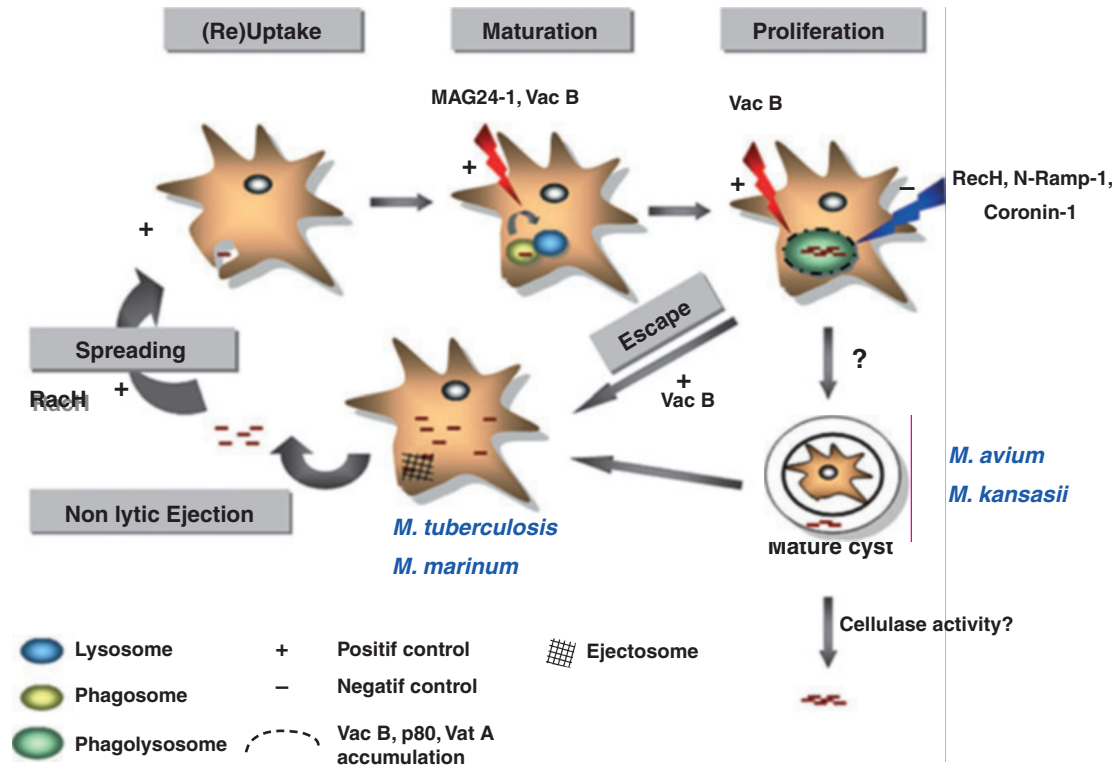 (Re)Uptake
Maturation
Proliferation
MAG24-1, Vac B
Vac B
+
+
+
–
RecH, N-Ramp-1,
Coronin-1
Escape
+
Vac B
?
Spreading
RacH
+
Non lytic Ejection
M. tuberculosis
M. marinum
M. avium
M. kansasii
Mature cyst
Cellulase activity?
Lysosome
+ Positif control
Ejectosome
Phagosome
– Negatif control
Phagolysosome
Vac B, p80, Vat A
accumulation